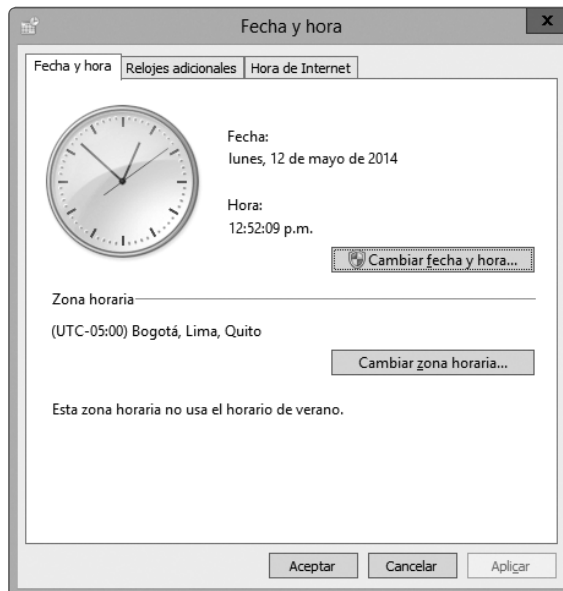 Fecha y hora
x
Fecha y hora Relojes adicionales Hora de Internet
Fecha:
lunes, 12 de mayo de 2014
Hora:
12:52:09 p.m.
Cambiar fecha y hora...
Zona horaria
(UTC-05:00) Bogotá, Lima, Quito
Cambiar zona horaria...
Esta zona horaria no usa el horario de verano.
Aceptar Cancelar Aplicar